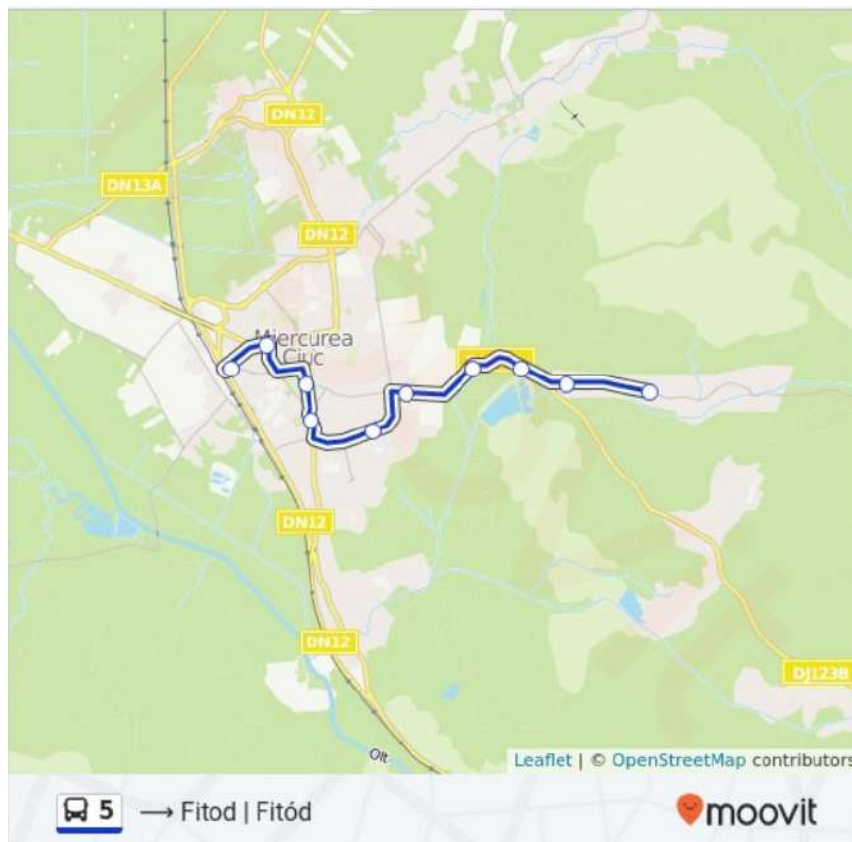 DN12
DN13A
DN12
Miercurea
Ciuc
DN12
DN12
DJ123B
Olt
Leaflet | © OpenStreetMap contributors
5 → Fitod | Fitód
moovit